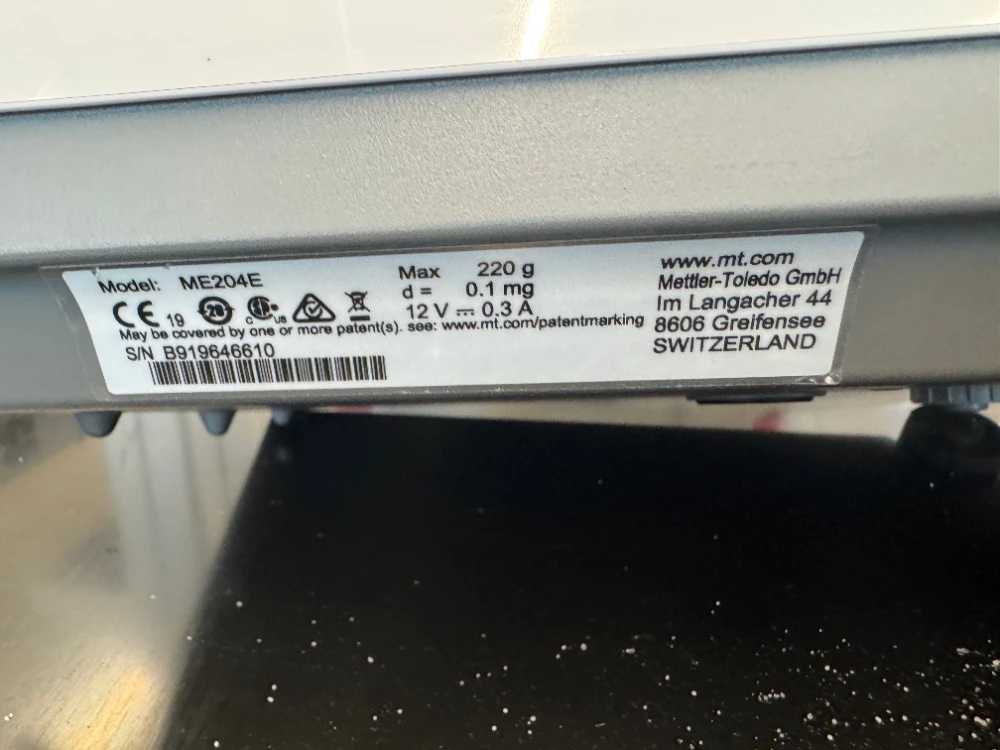 Model: ME204E
Max 220 g
d = 0.1 mg
12 V ⎓ 0.3 A
CE 19
May be covered by one or more patent(s). see: www.mt.com/patentmarking
S/N B919646610
www.mt.com
Mettler-Toledo GmbH
Im Langacher 44
8606 Greifensee
SWITZERLAND